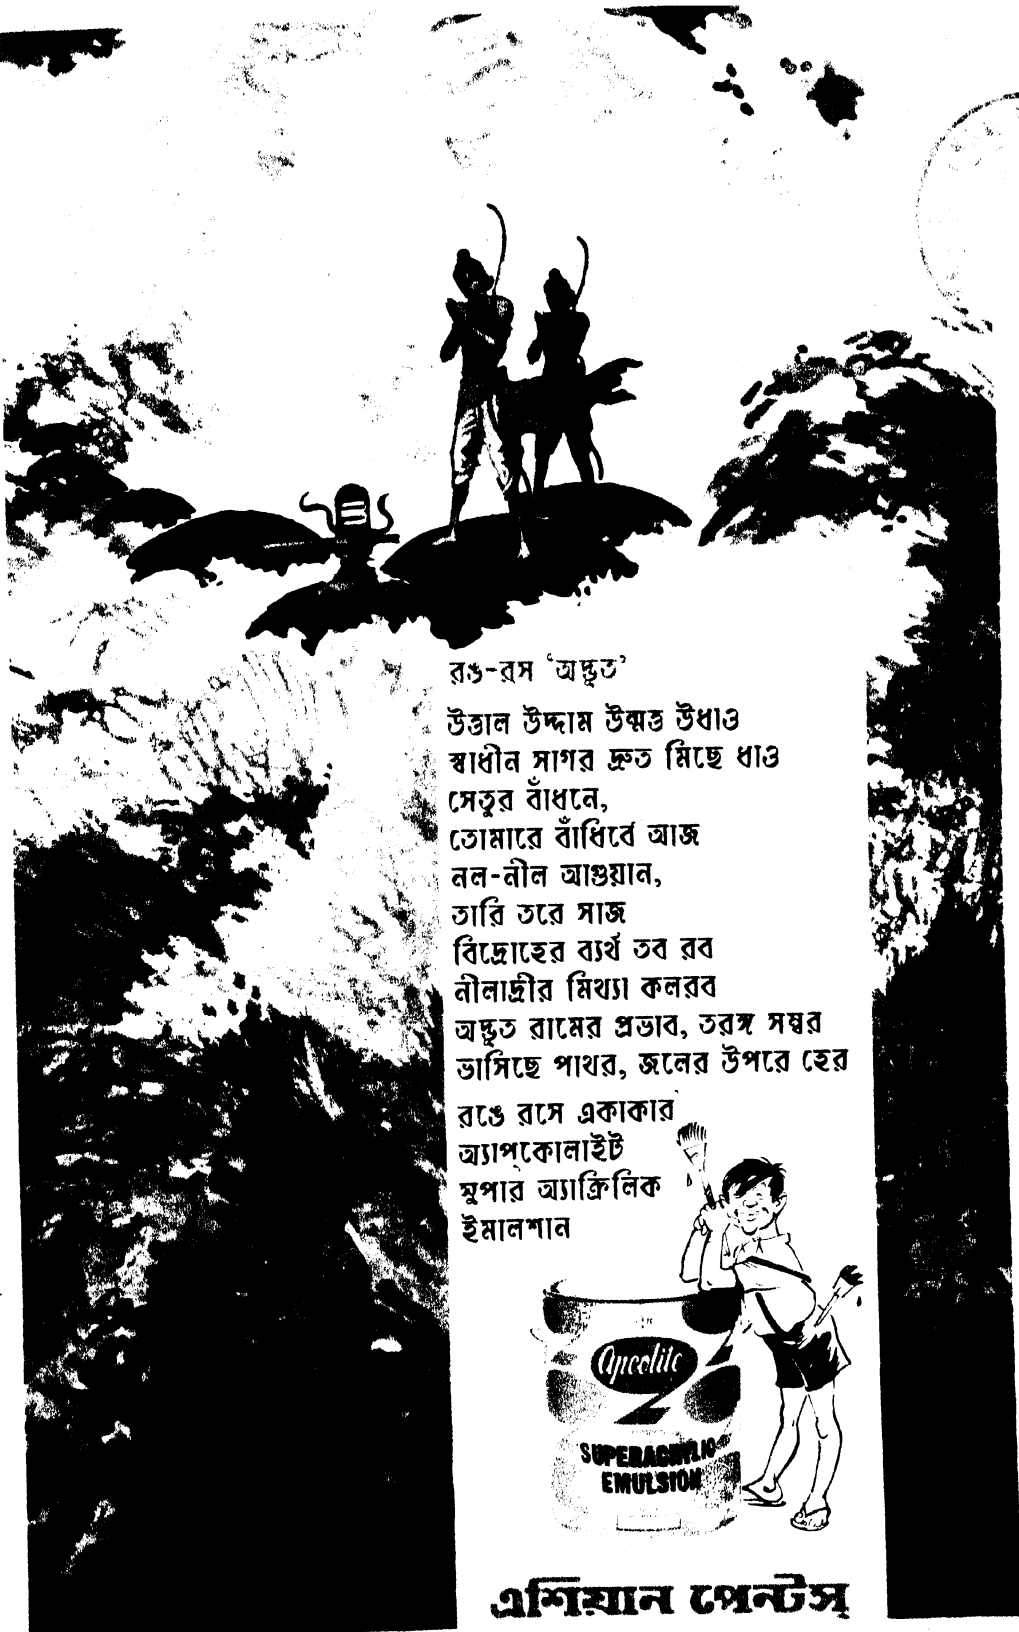 রঙ-রস ‘অদ্ভুত’
উত্তাল উদ্দাম উন্মত্ত উধাও
স্বাধীন সাগর দ্রুত মিছে ধাও
সেতুর বাঁধনে,
তোমারে বাঁধিবে আজ
নল-নীল আগুয়ান,
তারি তরে সাজ
বিদ্রোহের ব্যর্থ তব রব
নীলাদ্রীর মিথ্যা কলরব
অদ্ভুত রামের প্রভাব, তরঙ্গ সম্বর
ভাসিছে পাথর, জলের উপরে হের
রঙে রসে একাকার
অ্যাপকোলাইট
সুপার অ্যাক্রিলিক
ইমালশান
apcolite
SUPERACRYLIC
EMULSION
এশিয়ান পেন্টস্